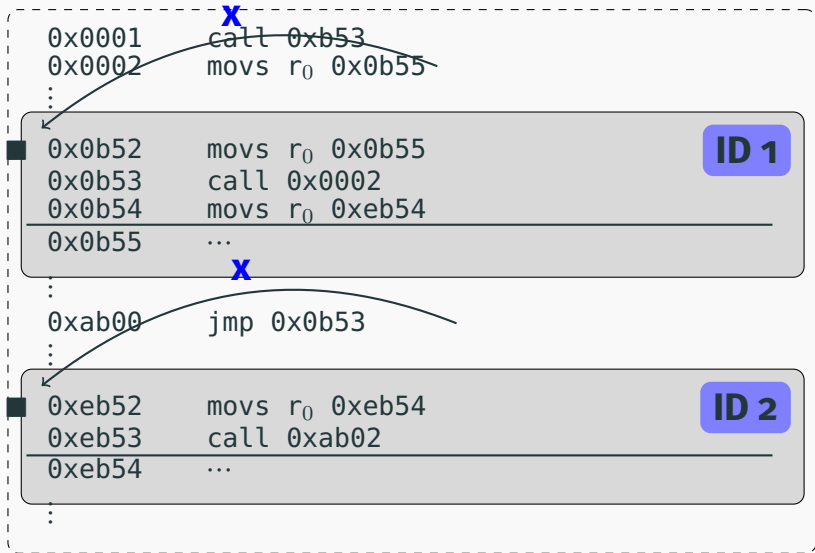 x
0x0001 call 0xb53
0x0002 movs r₀ 0x0b55
⋮
0x0b52 movs r₀ 0x0b55 ID 1
0x0b53 call 0x0002
0x0b54 movs r₀ 0xeb54
0x0b55 ⋯
⋮ x
0xab00 jmp 0x0b53
⋮
0xeb52 movs r₀ 0xeb54 ID 2
0xeb53 call 0xab02
0xeb54 ⋯
⋮